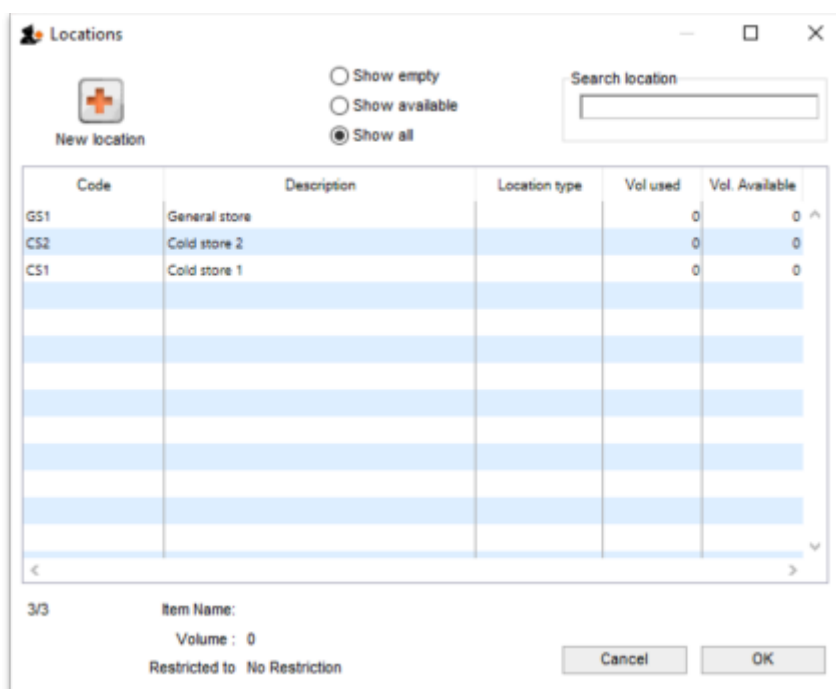 Locations
Show empty
Search location
Show available
New location
Show all
Code Description Location type Vol used Vol. Available
GS1 General store 0 0
CS2 Cold store 2 0 0
CS1 Cold store 1 0 0
3/3 Item Name:
Volume : 0
Restricted to No Restriction
Cancel OK